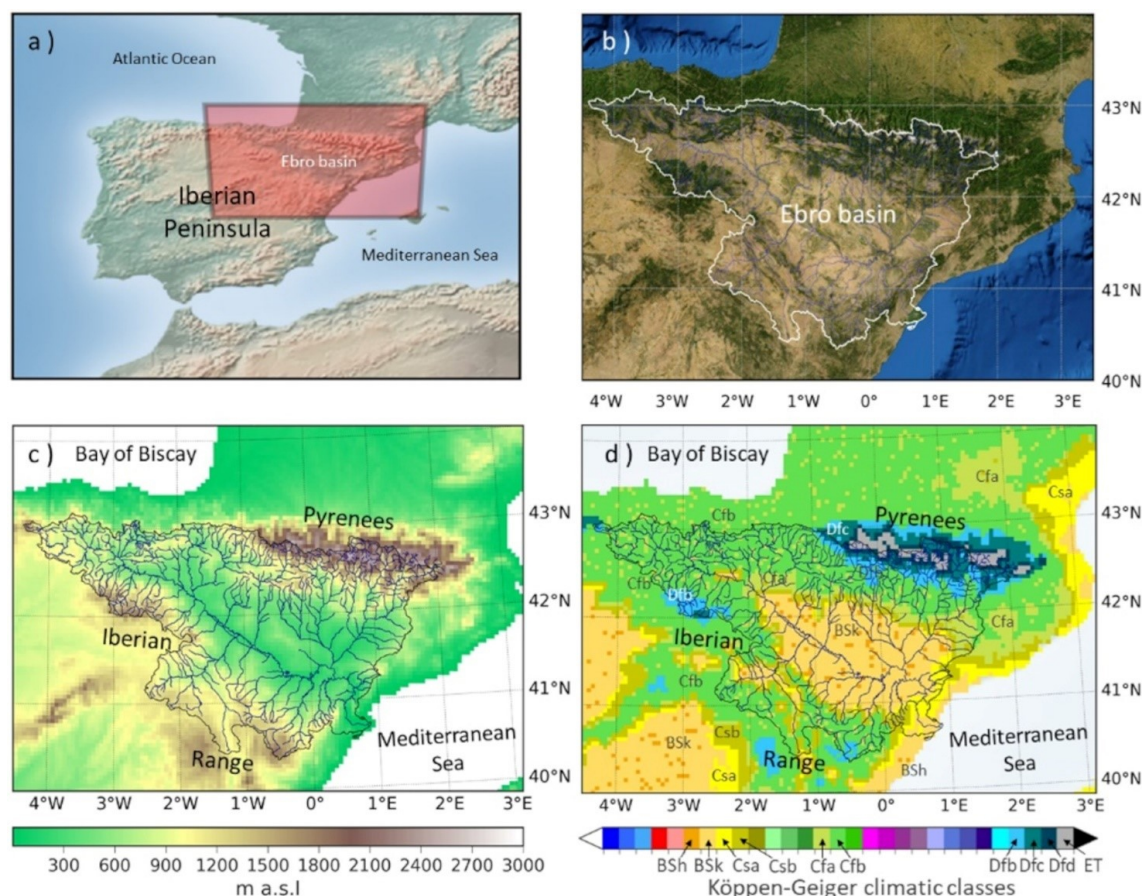 a )
Atlantic Ocean
Ebro basin
Iberian
Peninsula
Mediterranean Sea
b )
Ebro basin
43°N
42°N
41°N
40°N
4°W 3°W 2°W 1°W 0° 1°E 2°E 3°E
c )
Bay of Biscay
Pyrenees
Iberian
Range
Mediterranean
Sea
43°N
42°N
41°N
40°N
4°W 3°W 2°W 1°W 0° 1°E 2°E 3°E
300 600 900 1200 1500 1800 2100 2400 2700 3000
m a.s.l
d )
Bay of Biscay
Cfa
Csa
Cfb
Pyrenees
Dfc
Cfb
Cfa
Dfb
Cfa
BSk
Iberian
Cfb
Csb
BSk
Csa
Range
BSh
Mediterranean
Sea
43°N
42°N
41°N
40°N
4°W 3°W 2°W 1°W 0° 1°E 2°E 3°E
BSh BSk Csa Csb Cfa Cfb Dfb Dfc Dfd ET
Köppen-Geiger climatic classes